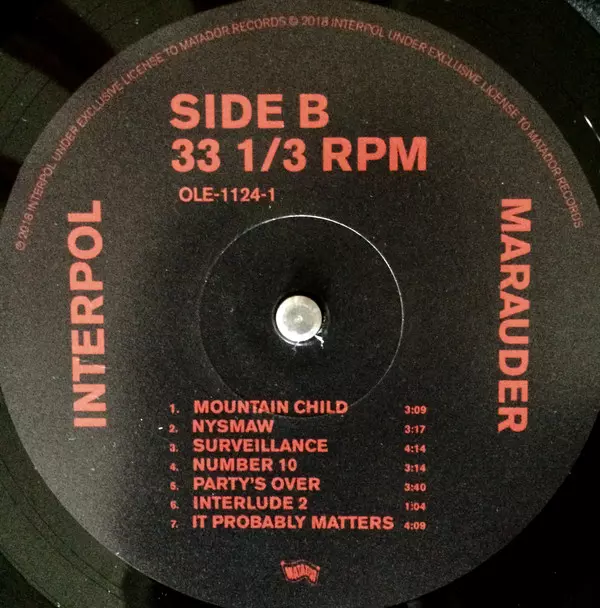 © 2018 INTERPOL UNDER EXCLUSIVE LICENSE TO MATADOR RECORDS © 2018 INTERPOL UNDER EXCLUSIVE LICENSE TO MATADOR RECORDS
SIDE B
33 1/3 RPM
OLE-1124-1
INTERPOL
MARAUDER
1. MOUNTAIN CHILD 3:09
2. NYSMAW 3:17
3. SURVEILLANCE 4:14
4. NUMBER 10 3:14
5. PARTY'S OVER 3:40
6. INTERLUDE 2 1:04
7. IT PROBABLY MATTERS 4:09
MATADOR